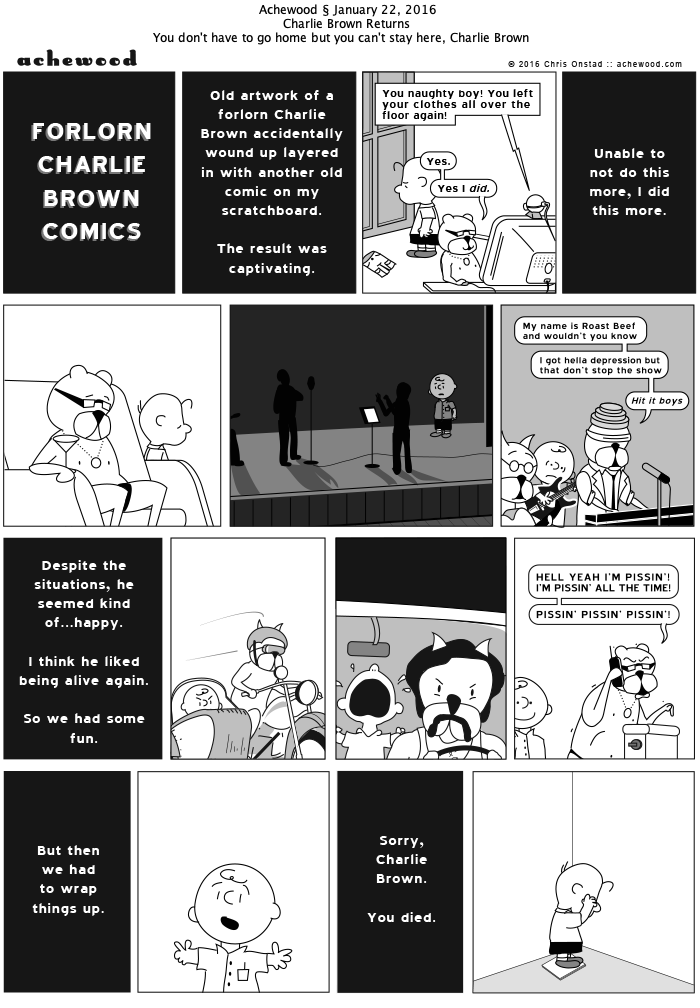 Achewood § January 22, 2016
Charlie Brown Returns
You don't have to go home but you can't stay here, Charlie Brown
achewood
© 2016 Chris Onstad :: achewood.com
FORLORN
CHARLIE
BROWN
COMICS
Old artwork of a
forlorn Charlie
Brown accidentally
wound up layered
in with another old
comic on my
scratchboard.
The result was
captivating.
You naughty boy! You left
your clothes all over the
floor again!
Yes.
Yes I did.
Unable to
not do this
more, I did
this more.
My name is Roast Beef
and wouldn't you know
I got hella depression but
that don't stop the show
Hit it boys
Despite the
situations, he
seemed kind
of...happy.
I think he liked
being alive again.
So we had some
fun.
HELL YEAH I'M PISSIN'!
I'M PISSIN' ALL THE TIME!
PISSIN' PISSIN' PISSIN'!
But then
we had
to wrap
things up.
Sorry,
Charlie
Brown.
You died.